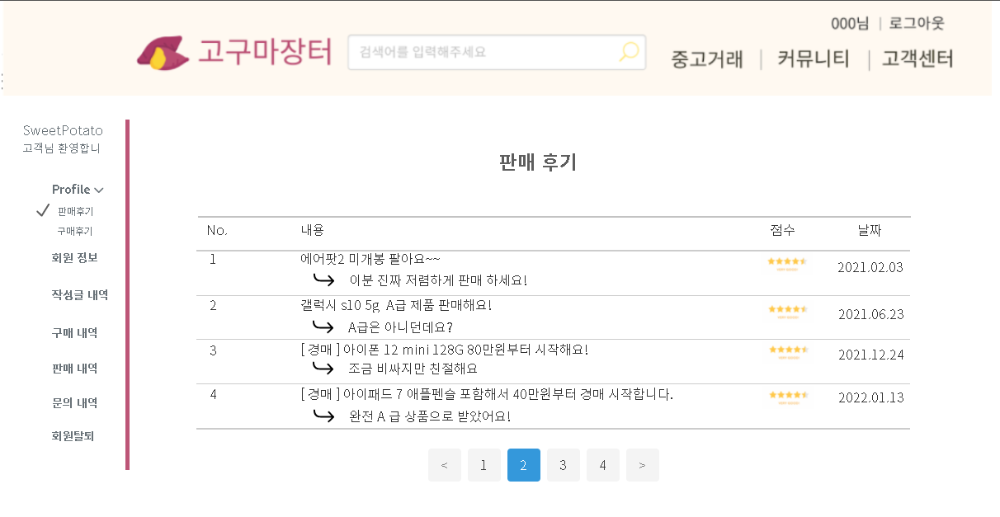 000님 | 로그아웃
고구마장터
검색어를 입력해주세요
중고거래 | 커뮤니티 | 고객센터
SweetPotato
고객님 환영합니
Profile
판매후기
구매후기
회원 정보
작성글 내역
구매 내역
판매 내역
문의 내역
회원탈퇴
판매 후기
No. 내용 점수 날짜
1 에어팟2 미개봉 팔아요~~ 2021.02.03
이분 진짜 저렴하게 판매 하세요!
2 갤럭시 s10 5g A급 제품 판매해요! 2021.06.23
A급은 아니던데요?
3 [ 경매 ] 아이폰 12 mini 128G 80만원부터 시작해요! 2021.12.24
조금 비싸지만 친절해요
4 [ 경매 ] 아이패드 7 애플펜슬 포함해서 40만원부터 경매 시작합니다. 2022.01.13
완전 A 급 상품으로 받았어요!
< 1 2 3 4 >